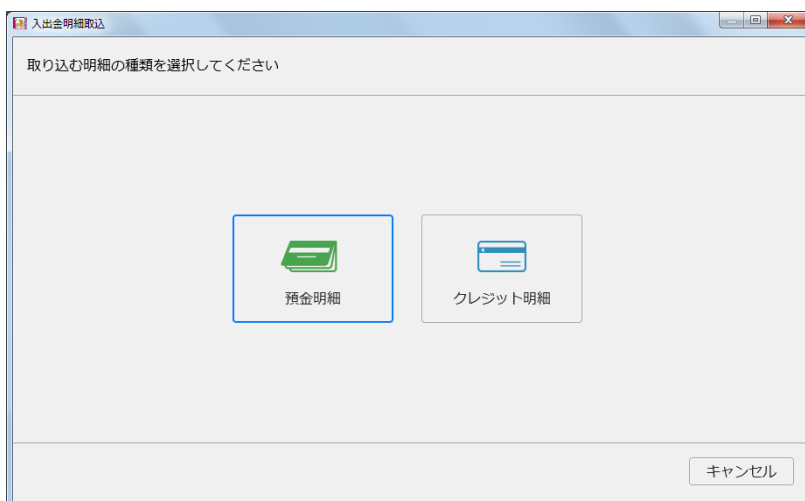 入出金明細取込
取り込む明細の種類を選択してください
預金明細
クレジット明細
キャンセル